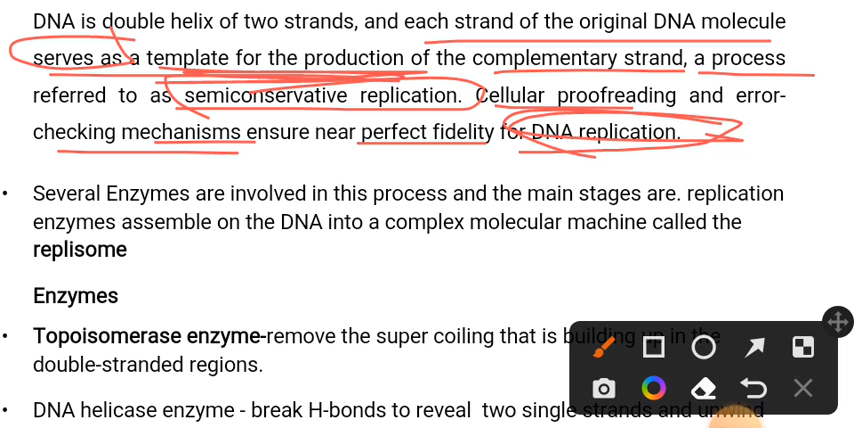 DNA is double helix of two strands, and each strand of the original DNA molecule
serves as a template for the production of the complementary strand, a process
referred to as semiconservative replication. Cellular proofreading and error-
checking mechanisms ensure near perfect fidelity for DNA replication.
• Several Enzymes are involved in this process and the main stages are. replication
enzymes assemble on the DNA into a complex molecular machine called the
replisome
Enzymes
• Topoisomerase enzyme-remove the super coiling that is building up in the
double-stranded regions.
• DNA helicase enzyme - break H-bonds to reveal two single strands and unwind